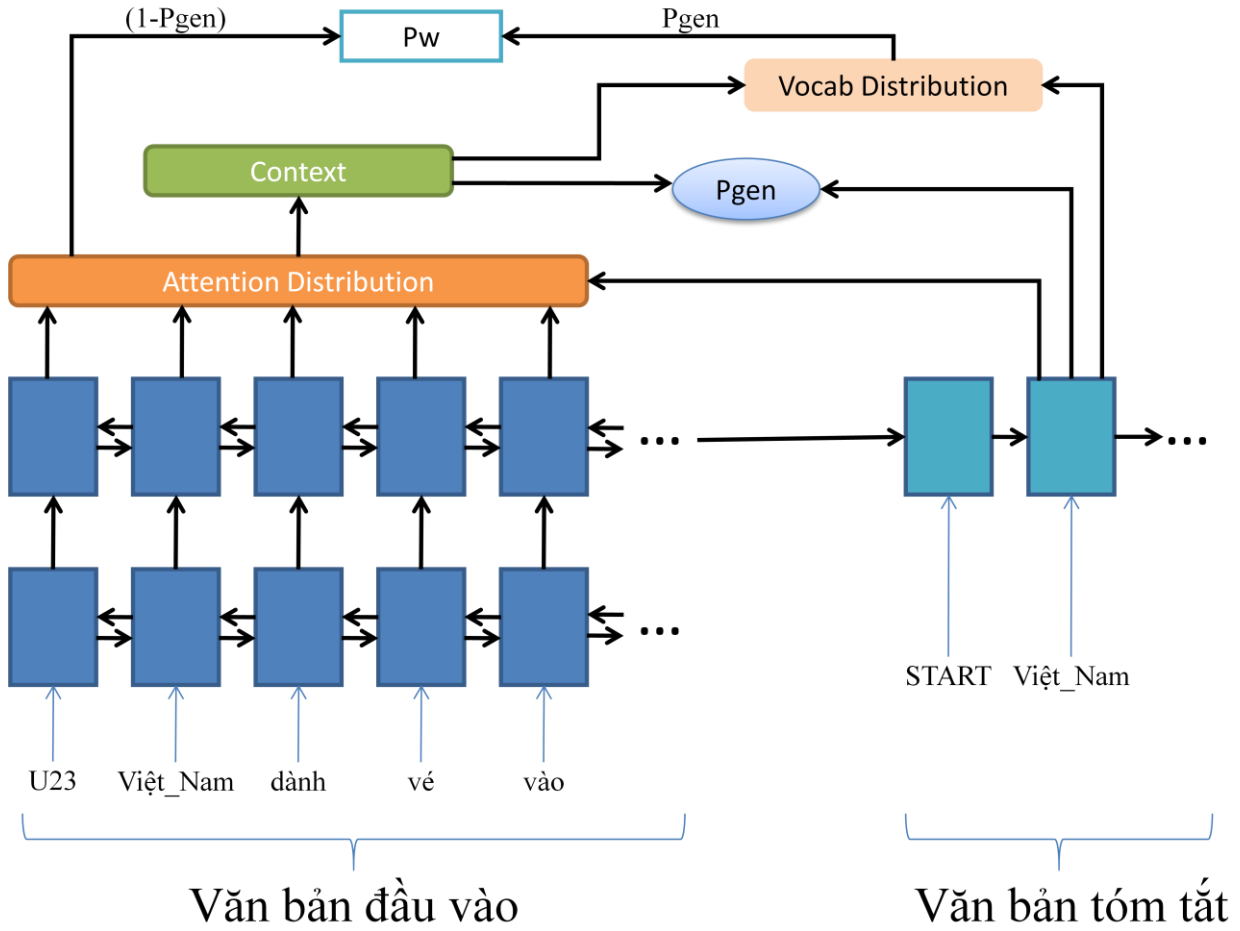 (1-Pgen)
Pw
Pgen
Vocab Distribution
Context
Pgen
Attention Distribution
...
...
...
START
Việt_Nam
U23
Việt_Nam
dành
vé
vào
Văn bản đầu vào
Văn bản tóm tắt